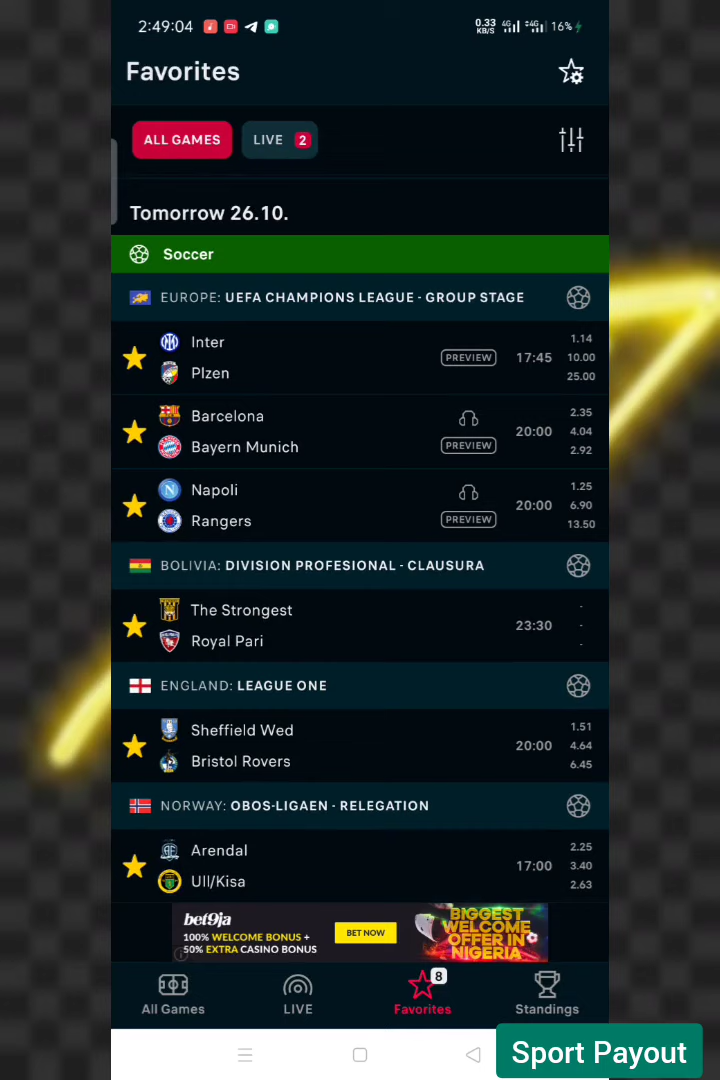 2:49:04
0.33 KB/S 4G 4G 16%
Favorites
ALL GAMES LIVE 2
Tomorrow 26.10.
Soccer
EUROPE: UEFA CHAMPIONS LEAGUE - GROUP STAGE
Inter
Plzen
PREVIEW
17:45
1.14
10.00
25.00
Barcelona
Bayern Munich
PREVIEW
20:00
2.35
4.04
2.92
Napoli
Rangers
PREVIEW
20:00
1.25
6.90
13.50
BOLIVIA: DIVISION PROFESIONAL - CLAUSURA
The Strongest
Royal Pari
23:30
-
-
-
ENGLAND: LEAGUE ONE
Sheffield Wed
Bristol Rovers
20:00
1.51
4.64
6.45
NORWAY: OBOS-LIGAEN - RELEGATION
Arendal
Ull/Kisa
17:00
2.25
3.40
2.63
bet9ja
100% WELCOME BONUS +
50% EXTRA CASINO BONUS
BET NOW
BIGGEST
WELCOME
OFFER IN
NIGERIA
8
All Games LIVE Favorites Standings
Sport Payout